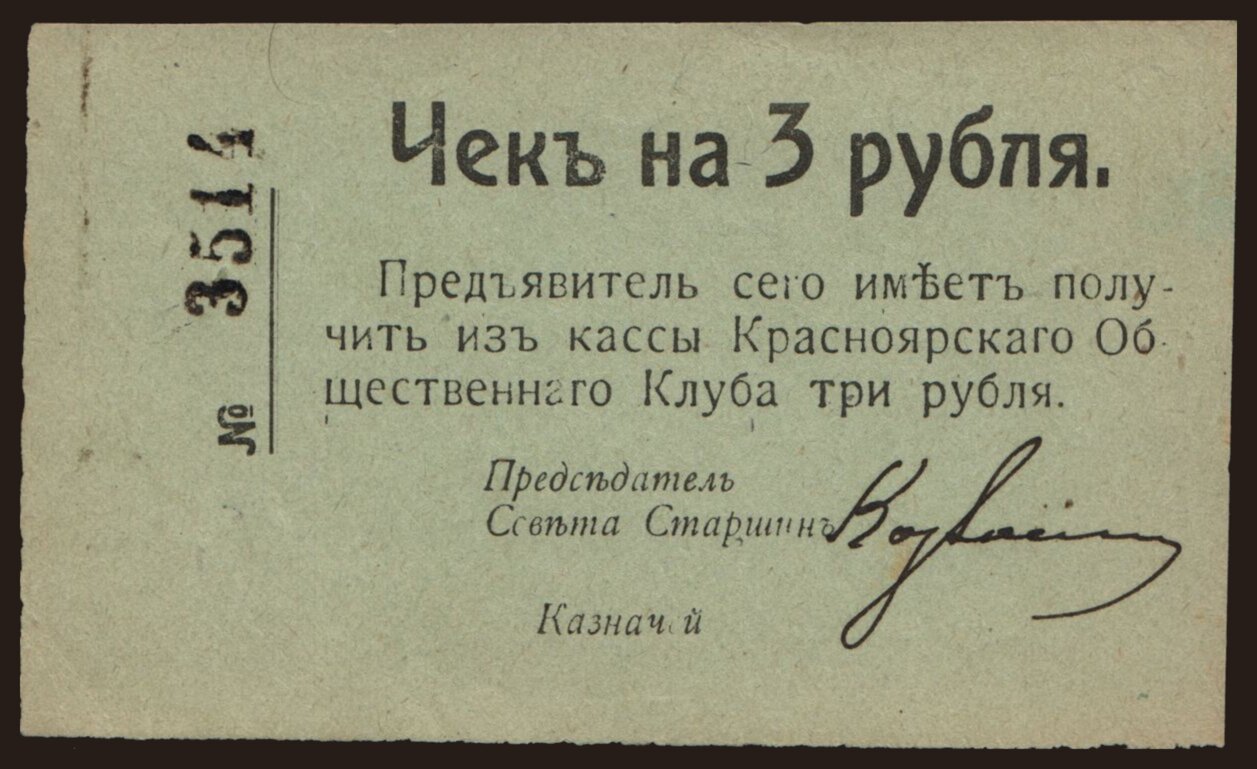 № 3514
Чекъ на 3 рубля.
Предъявитель сего имѣетъ полу-
чить изъ кассы Красноярскаго Об-
щественнаго Клуба три рубля.
Предсѣдатель
Совѣта Старшинъ
Казначей